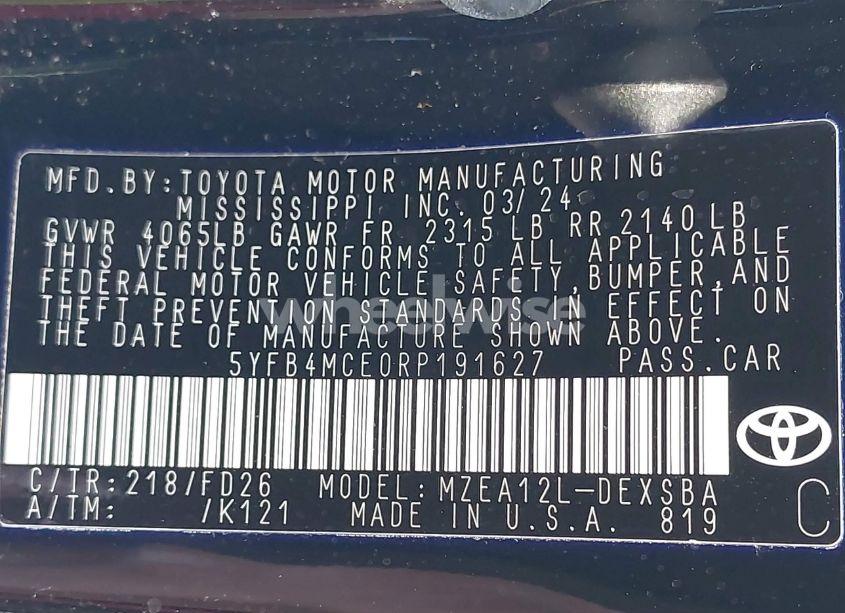 MFD.BY:TOYOTA MOTOR MANUFACTURING
MISSISSIPPI INC. 03/24
GVWR 4065LB GAWR FR 2315 LB RR 2140LB
THIS VEHICLE CONFORMS TO ALL APPLICABLE
FEDERAL MOTOR VEHICLE SAFETY,BUMPER,AND
THEFT PREVENTION STANDARDS IN EFFECT ON
THE DATE OF MANUFACTURE SHOWN ABOVE.
wheelwise
5YFB4MCE0RP191627 PASS.CAR
C/TR:218/FD26 MODEL:MZEA12L-DEXSBA
A/TM: /K121 MADE IN U.S.A. 819 C